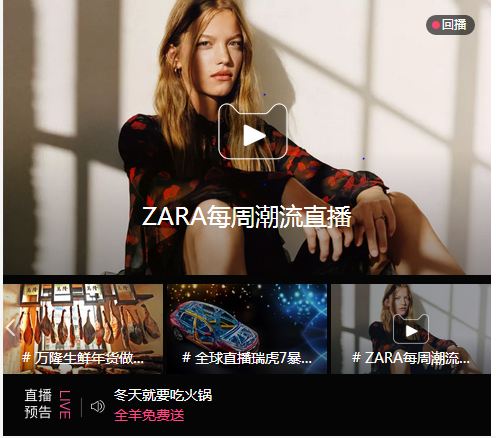 回播
ZARA每周潮流直播
# 万隆生鲜年货做...
# 全球直播瑞虎7暴...
# ZARA每周潮流...
直播
预告
LIVE
冬天就要吃火锅
全羊免费送